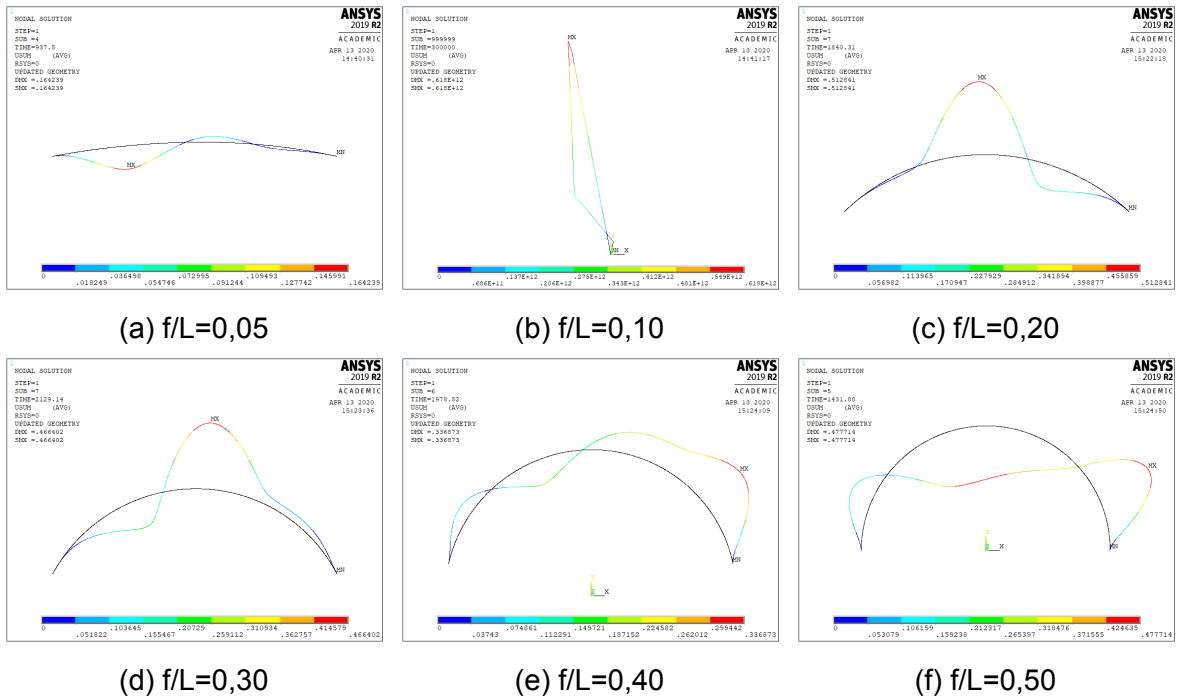 1
NODAL SOLUTION
STEP=1
SUB =4
TIME=937.5
USUM (AVG)
RSYS=0
UPDATED GEOMETRY
DMX =.164239
SMX =.164239
ANSYS
2019 R2
ACADEMIC
APR 13 2020
14:40:31
MX
MN
0 .036498 .072995 .109493 .145991
.018249 .054746 .091244 .127742 .164239
(a) f/L=0,05
1
NODAL SOLUTION
STEP=1
SUB =999999
TIME=300000
USUM (AVG)
RSYS=0
UPDATED GEOMETRY
DMX =.618E+12
SMX =.618E+12
ANSYS
2019 R2
ACADEMIC
APR 13 2020
14:41:17
MX
X
0 .137E+12 .275E+12 .412E+12 .549E+12
.686E+11 .206E+12 .343E+12 .481E+12 .618E+12
(b) f/L=0,10
1
NODAL SOLUTION
STEP=1
SUB =7
TIME=1840.31
USUM (AVG)
RSYS=0
UPDATED GEOMETRY
DMX =.512841
SMX =.512841
ANSYS
2019 R2
ACADEMIC
APR 13 2020
15:22:18
MX
MN
0 .113965 .227929 .341894 .455859
.056982 .170947 .284912 .398877 .512841
(c) f/L=0,20
1
NODAL SOLUTION
STEP=1
SUB =7
TIME=2129.14
USUM (AVG)
RSYS=0
UPDATED GEOMETRY
DMX =.466402
SMX =.466402
ANSYS
2019 R2
ACADEMIC
APR 13 2020
15:23:36
MX
MN
0 .103645 .20729 .310934 .414579
.051822 .155467 .259112 .362757 .466402
(d) f/L=0,30
1
NODAL SOLUTION
STEP=1
SUB =6
TIME=1978.52
USUM (AVG)
RSYS=0
UPDATED GEOMETRY
DMX =.336873
SMX =.336873
ANSYS
2019 R2
ACADEMIC
APR 13 2020
15:24:09
MX
MN
Y
X
0 .074861 .149721 .224582 .299442
.03743 .112291 .187152 .262012 .336873
(e) f/L=0,40
1
NODAL SOLUTION
STEP=1
SUB =5
TIME=1431.88
USUM (AVG)
RSYS=0
UPDATED GEOMETRY
DMX =.477714
SMX =.477714
ANSYS
2019 R2
ACADEMIC
APR 13 2020
15:24:50
MX
MN
Y
X
0 .106159 .212317 .318476 .424635
.053079 .159238 .265397 .371555 .477714
(f) f/L=0,50